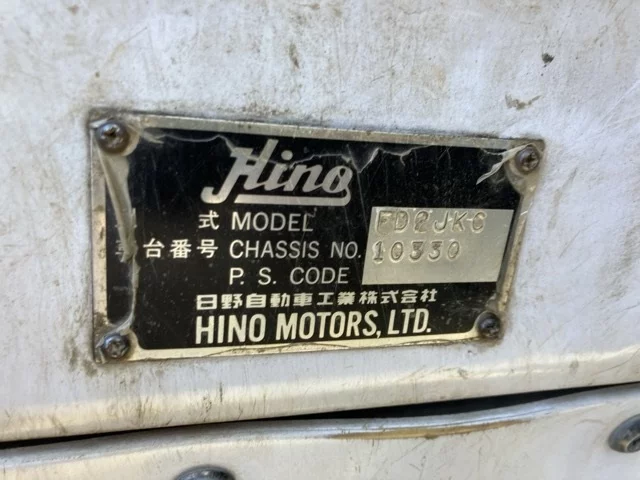 Hino
式 MODEL FD2JKC
車台番号 CHASSIS NO. 10330
P. S. CODE
日野自動車工業株式会社
HINO MOTORS, LTD.